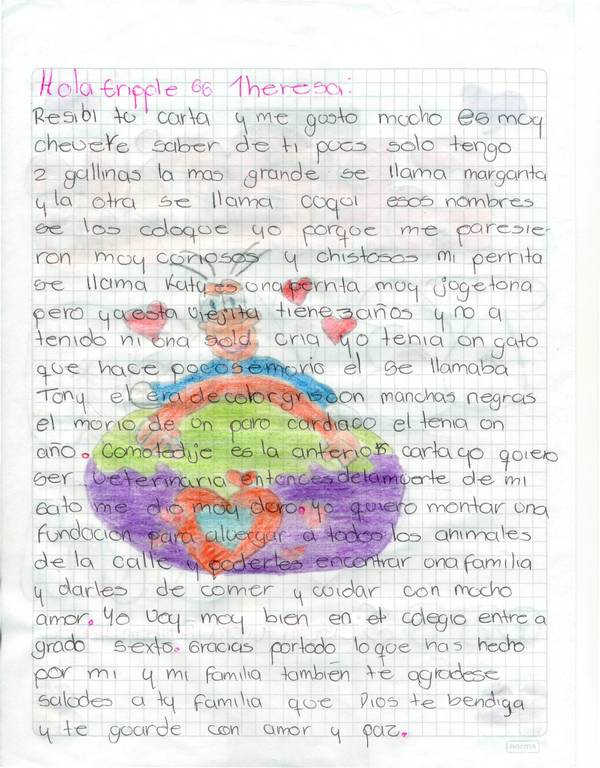 Hola Gripple 66 Theresa:
Resibi tu carta y me gusto mucho es muy
chevere saber de ti pues solo tengo
2 gallinas la mas grande se llama margarita
y la otra se llama coqui esos nombres
se los coloque yo porque me paresie-
ron muy curiosos y chistosos mi perrita
se llama Katy es una perrita muy jogetona
pero ya esta viejita tiene 3 años y no a
tenido ni una sola cria yo tenia un gato
que hace poco se murio el se llamaba
Tony el era de color gris con manchas negras
el murio de un paro cardiaco el tenia un
año. Como te dije es la anterior carta yo quiero
ser veterinaria entonces de la muerte de mi
gato me dio muy duro. Yo quiero montar una
fundacion para alvergar a todos los animales
de la calle y poderles encontrar una familia
y darles de comer y cuidar con mucho
amor. Yo voy muy bien en el colegio entre a
grado sexto. Gracias por todo lo que has hecho
por mi y mi familia también te agradese
salodes a ty familia que Dios te bendiga
y te guarde con amor y paz.
norma